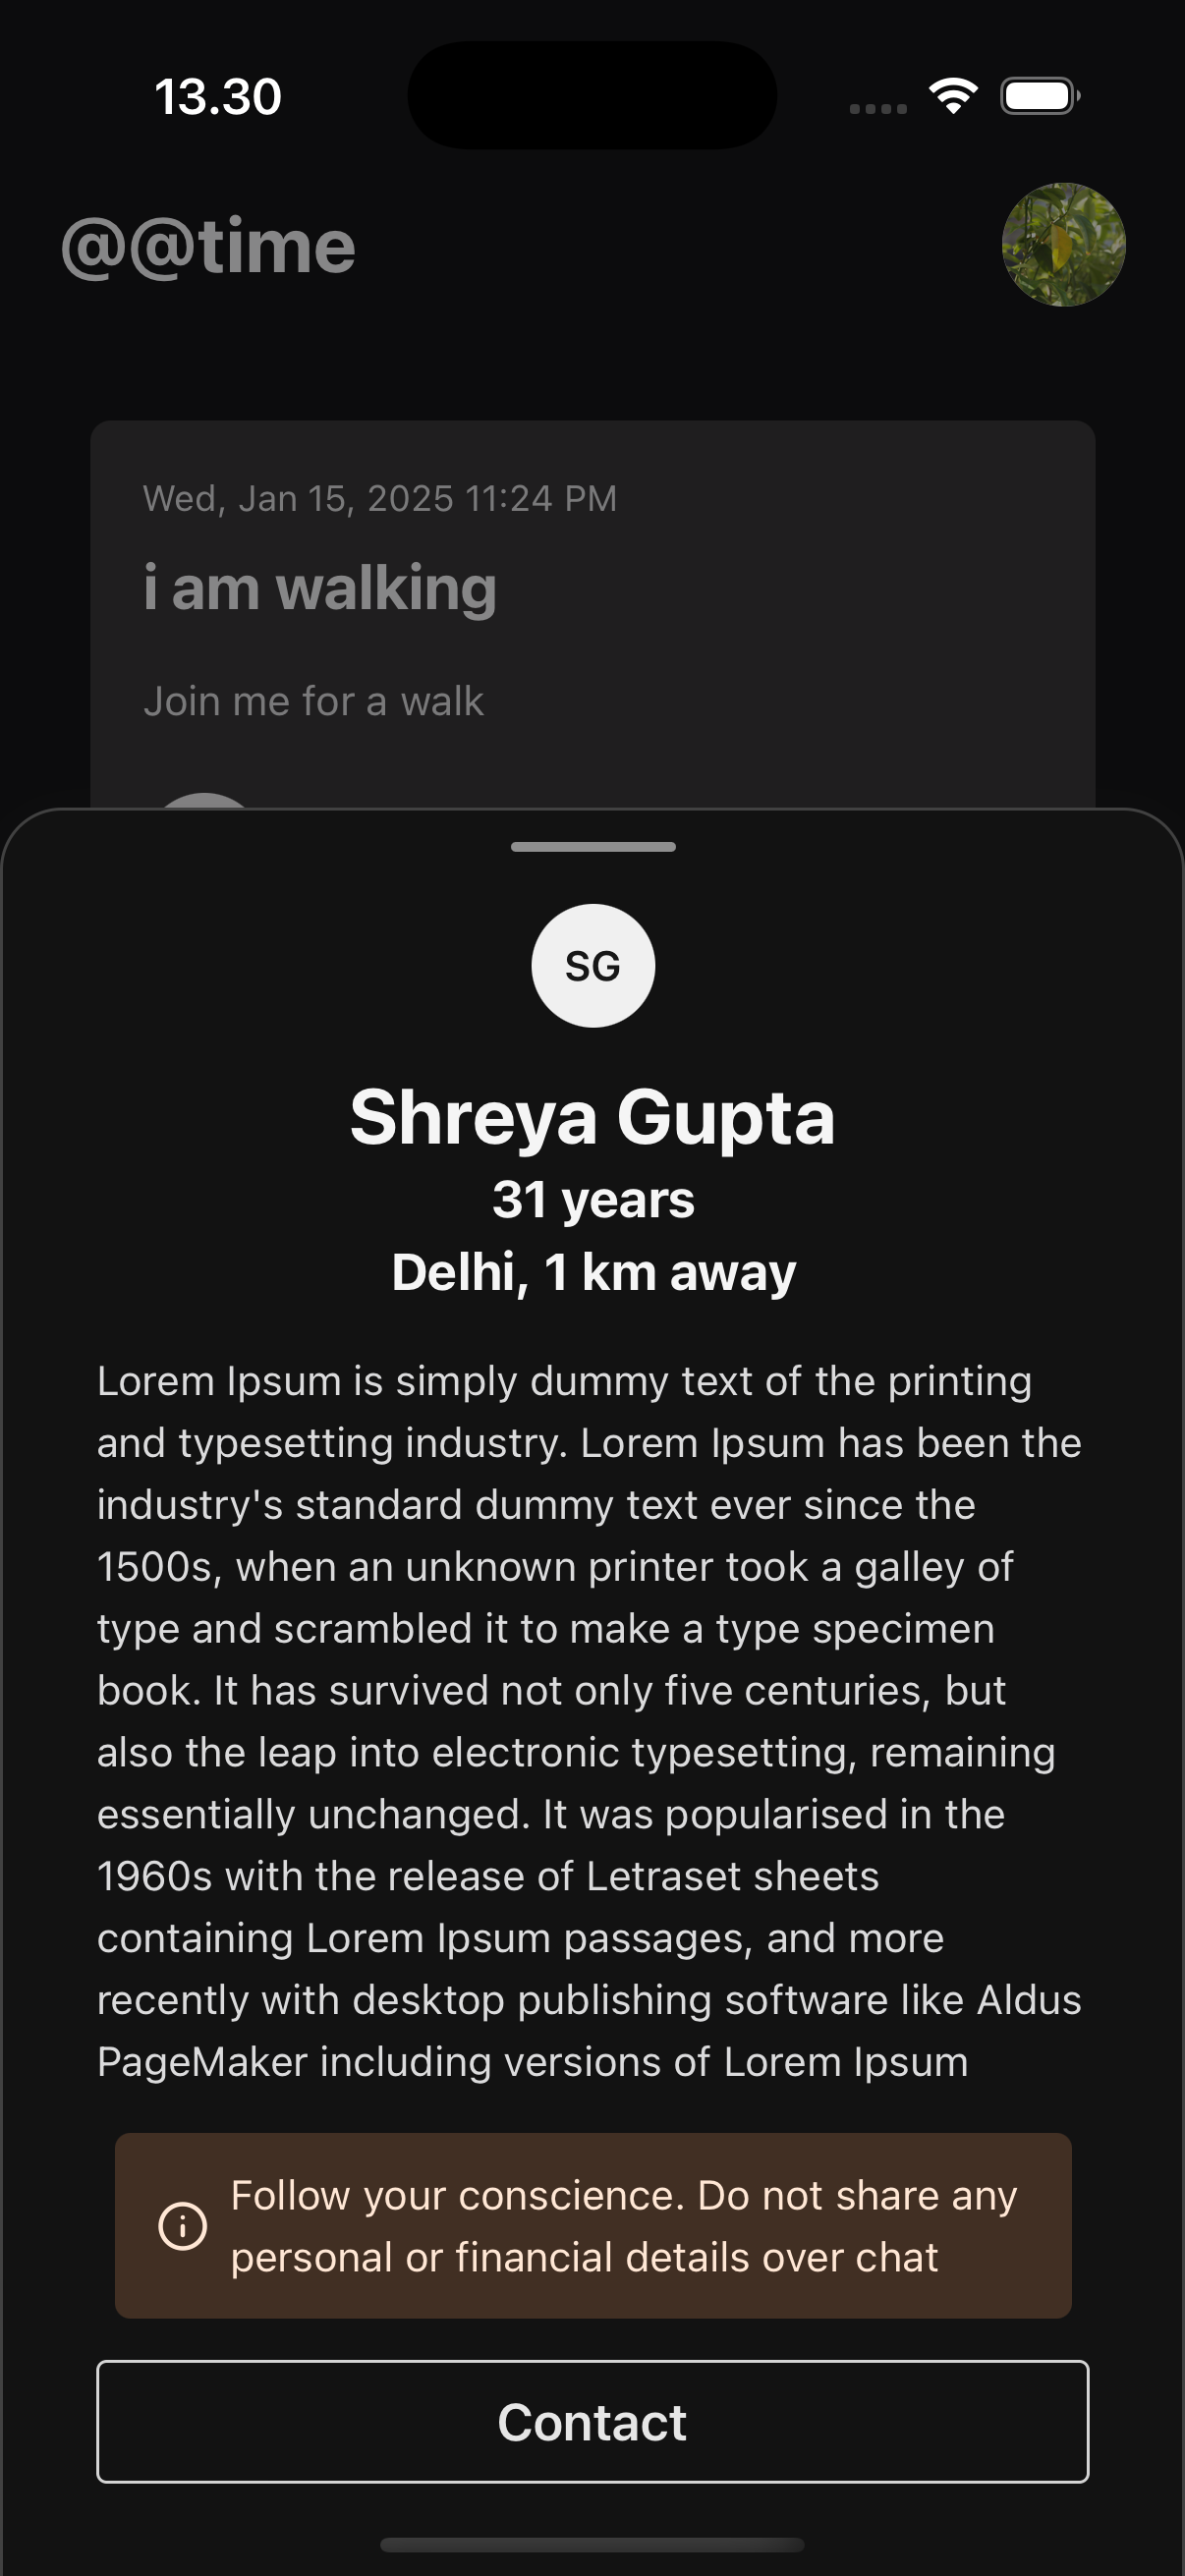 13.30
@@time
Wed, Jan 15, 2025 11:24 PM
i am walking
Join me for a walk
SG
Shreya Gupta
31 years
Delhi, 1 km away
Lorem Ipsum is simply dummy text of the printing
and typesetting industry. Lorem Ipsum has been the
industry's standard dummy text ever since the
1500s, when an unknown printer took a galley of
type and scrambled it to make a type specimen
book. It has survived not only five centuries, but
also the leap into electronic typesetting, remaining
essentially unchanged. It was popularised in the
1960s with the release of Letraset sheets
containing Lorem Ipsum passages, and more
recently with desktop publishing software like Aldus
PageMaker including versions of Lorem Ipsum
Follow your conscience. Do not share any
personal or financial details over chat
Contact